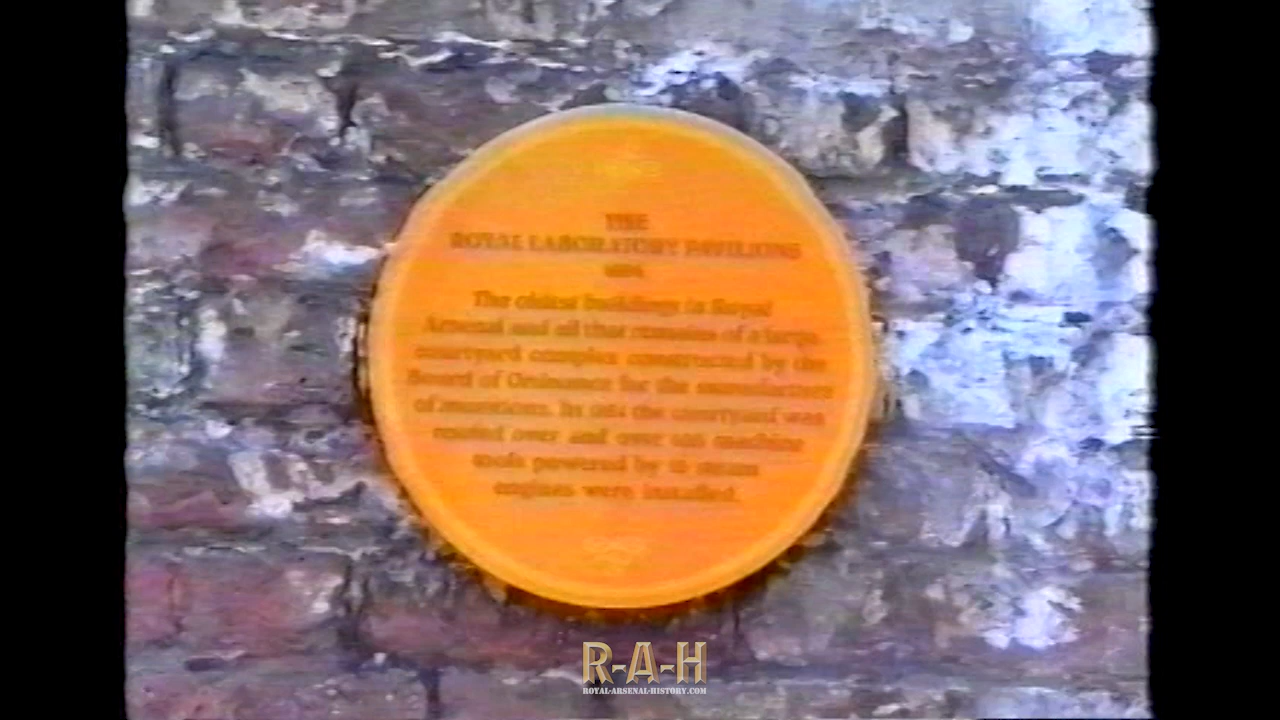 THE
ROYAL LABORATORY PAVILIONS
The oldest buildings in Royal
Arsenal and all that remains of a large
courtyard complex constructed by the
Board of Ordnance for the manufacture
of munitions. In the courtyard was
roofed over and over machine
tools powered by steam
engines were installed.
R-A-H
ROYAL-ARSENAL-HISTORY.COM